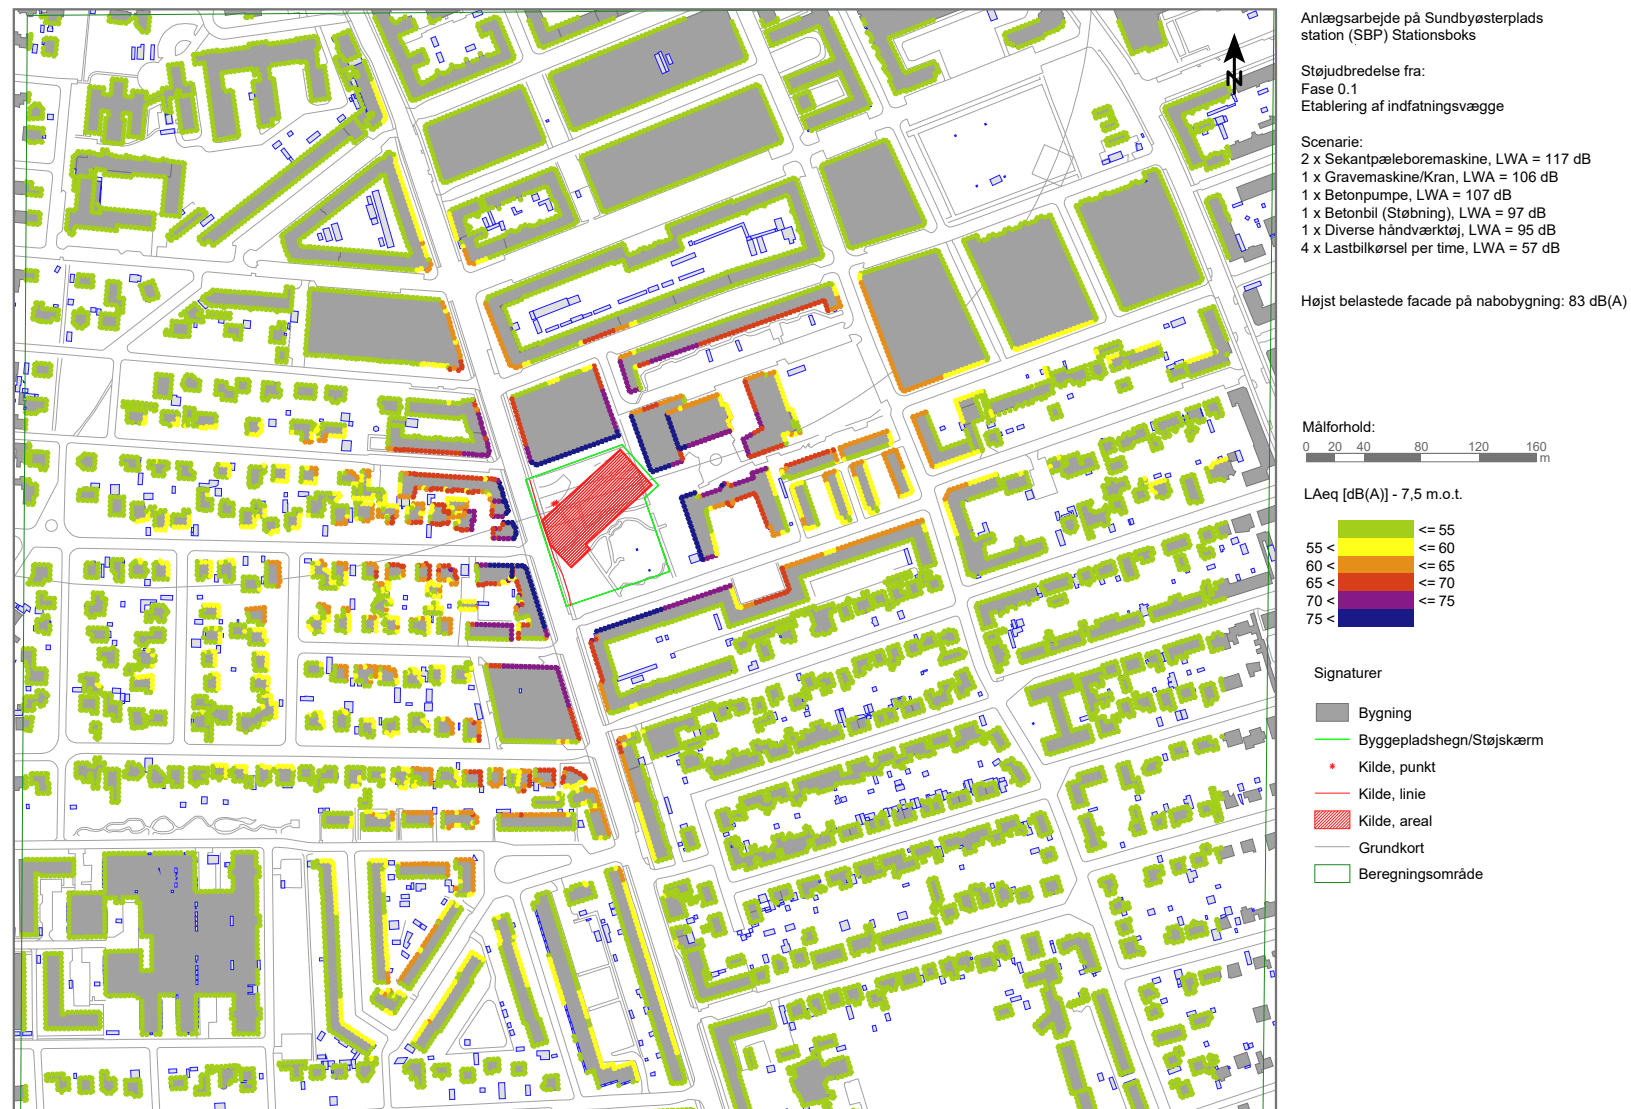 Anlægsarbejde på Sundbyøsterplads
station (SBP) Stationsboks
N
Støjudbredelse fra:
Fase 0.1
Etablering af indfatningsvægge
Scenarie:
2 x Sekantpæleboremaskine, LWA = 117 dB
1 x Gravemaskine/Kran, LWA = 106 dB
1 x Betonpumpe, LWA = 107 dB
1 x Betonbil (Støbning), LWA = 97 dB
1 x Diverse håndværktøj, LWA = 95 dB
4 x Lastbilkørsel per time, LWA = 57 dB
Højst belastede facade på nabobygning: 83 dB(A)
Målforhold:
0 20 40 80 120 160
m
LAeq [dB(A)] - 7,5 m.o.t.
<= 55
55 < <= 60
60 < <= 65
65 < <= 70
70 < <= 75
75 <
Signaturer
Bygning
Byggepladshegn/Støjskærm
Kilde, punkt
Kilde, linie
Kilde, areal
Grundkort
Beregningsområde